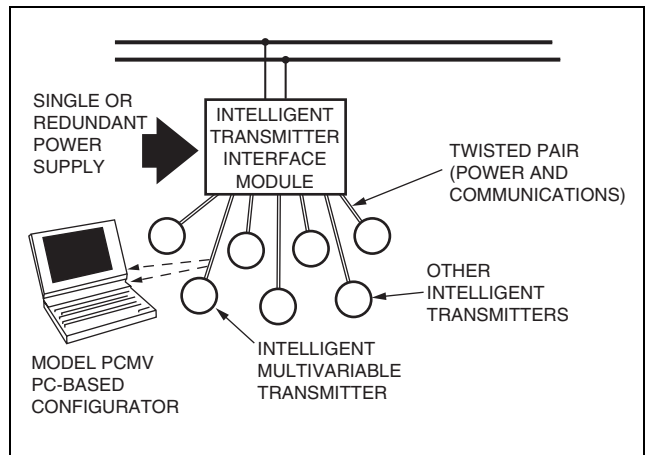 SINGLE OR
REDUNDANT
POWER
SUPPLY
INTELLIGENT
TRANSMITTER
INTERFACE
MODULE
TWISTED PAIR
(POWER AND
COMMUNICATIONS)
OTHER
INTELLIGENT
TRANSMITTERS
INTELLIGENT
MULTIVARIABLE
TRANSMITTER
MODEL PCMV
PC-BASED
CONFIGURATOR